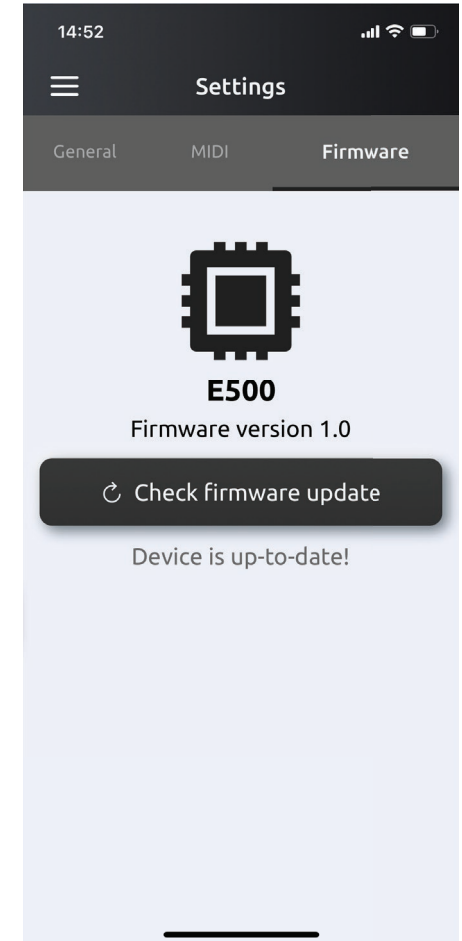 14:52
Settings
General MIDI Firmware
E500
Firmware version 1.0
Check firmware update
Device is up-to-date!